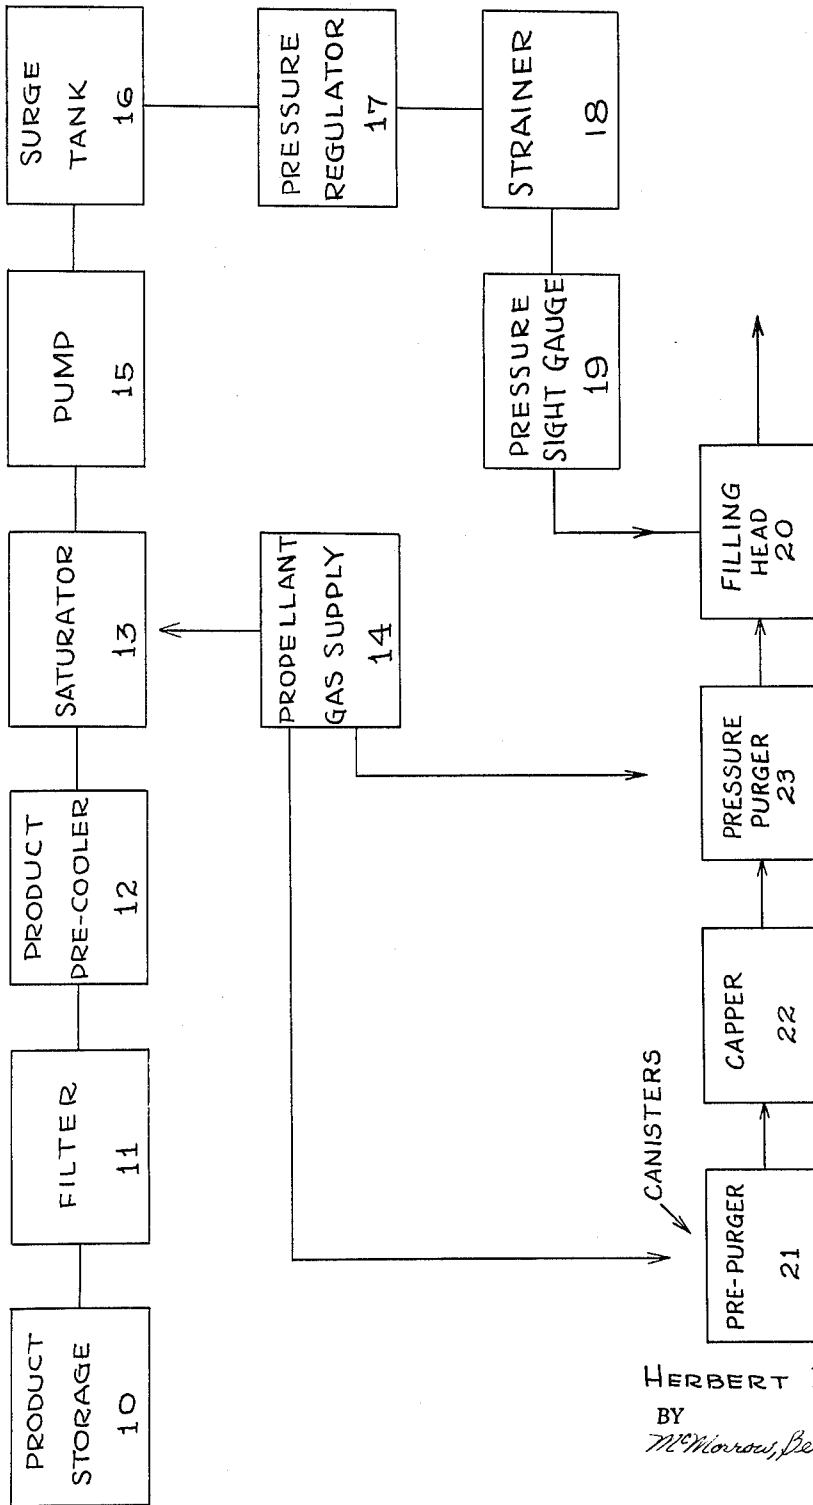 PRODUCT
STORAGE
10
FILTER
11
PRODUCT
PRE-COOLER
12
SATURATOR
13
PUMP
15
SURGE
TANK
16
PRESSURE
REGULATOR
17
STRAINER
18
PRESSURE
SIGHT GAUGE
19
PROPELLANT
GAS SUPPLY
14
CANISTERS
PRE-PURGER
21
CAPPER
22
PRESSURE
PURGER
23
FILLING
HEAD
20
HERBERT
BY
McMorrow, Be